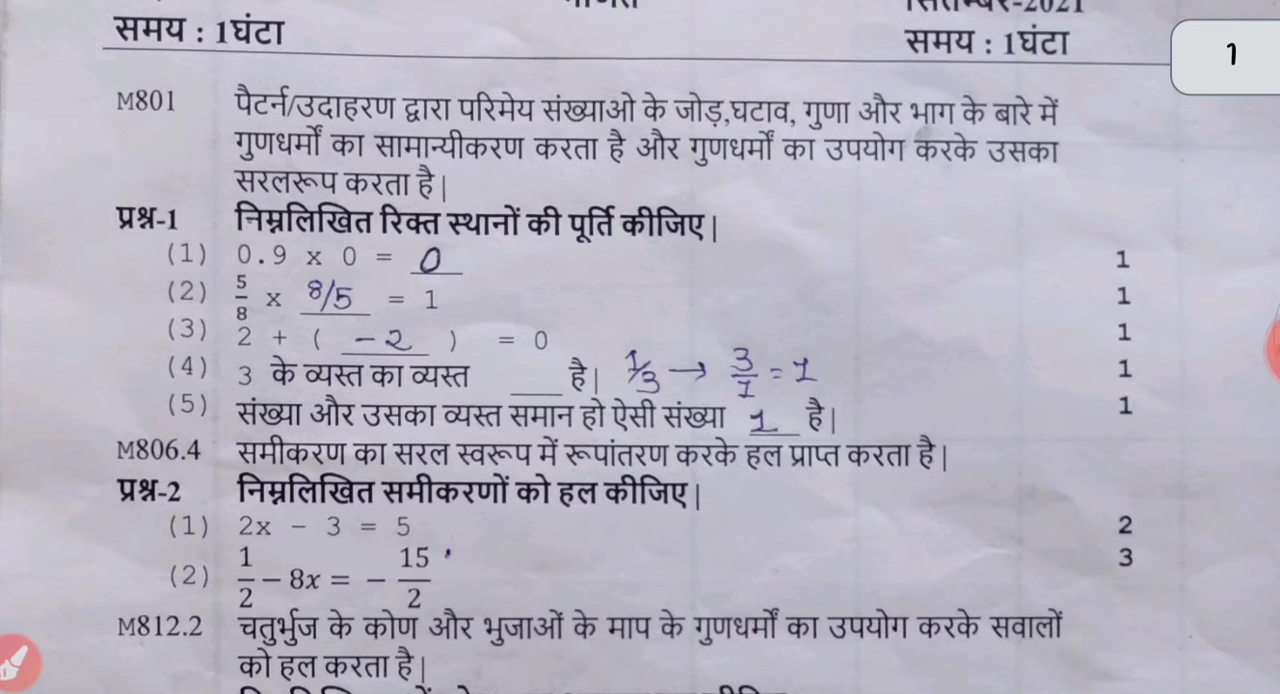 समय : 1घंटा समय : 1घंटा
1
M801 पैटर्न/उदाहरण द्वारा परिमेय संख्याओ के जोड़,घटाव, गुणा और भाग के बारे में
गुणधर्मों का सामान्यीकरण करता है और गुणधर्मों का उपयोग करके उसका
सरलरूप करता है|
प्रश्न-1 निम्नलिखित रिक्त स्थानों की पूर्ति कीजिए|
(1) 0.9 x 0 = 0 1
(2) 5/8 x 8/5 = 1 1
(3) 2 + ( -2 ) = 0 1
(4) 3 के व्यस्त का व्यस्त ___ है| 1/3 → 3/1 = 1 1
(5) संख्या और उसका व्यस्त समान हो ऐसी संख्या 1 है| 1
M806.4 समीकरण का सरल स्वरूप में रूपांतरण करके हल प्राप्त करता है|
प्रश्न-2 निम्नलिखित समीकरणों को हल कीजिए|
(1) 2x - 3 = 5 2
(2) 1/2 - 8x = - 15/2 3
M812.2 चतुर्भुज के कोण और भुजाओं के माप के गुणधर्मों का उपयोग करके सवालों
को हल करता है|